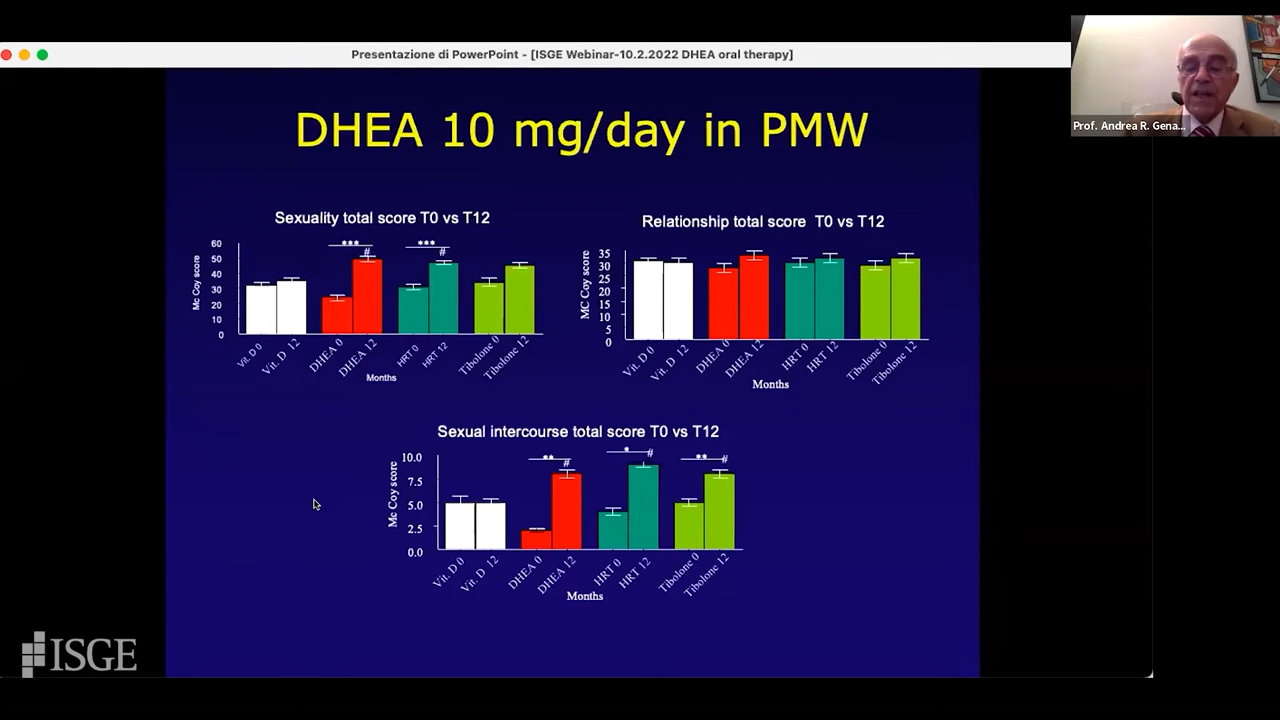 Presentazione di PowerPoint - [ISGE Webinar-10.2.2022 DHEA oral therapy]
Prof. Andrea R. Gena...
DHEA 10 mg/day in PMW
Sexuality total score T0 vs T12
Mc Coy score
60
50
40
30
20
10
0
***
#
***
#
Vit. D 0
Vit. D 12
DHEA 0
DHEA 12
HRT 0
HRT 12
Tibolone 0
Tibolone 12
Months
Relationship total score T0 vs T12
MC Coy score
35
30
25
20
15
10
5
0
Vit. D 0
Vit. D 12
DHEA 0
DHEA 12
HRT 0
HRT 12
Tibolone 0
Tibolone 12
Months
Sexual intercourse total score T0 vs T12
Mc Coy score
10.0
7.5
5.0
2.5
0.0
**
#
*
#
**
#
Vit. D 0
Vit. D 12
DHEA 0
DHEA 12
HRT 0
HRT 12
Tibolone 0
Tibolone 12
Months
ISGE